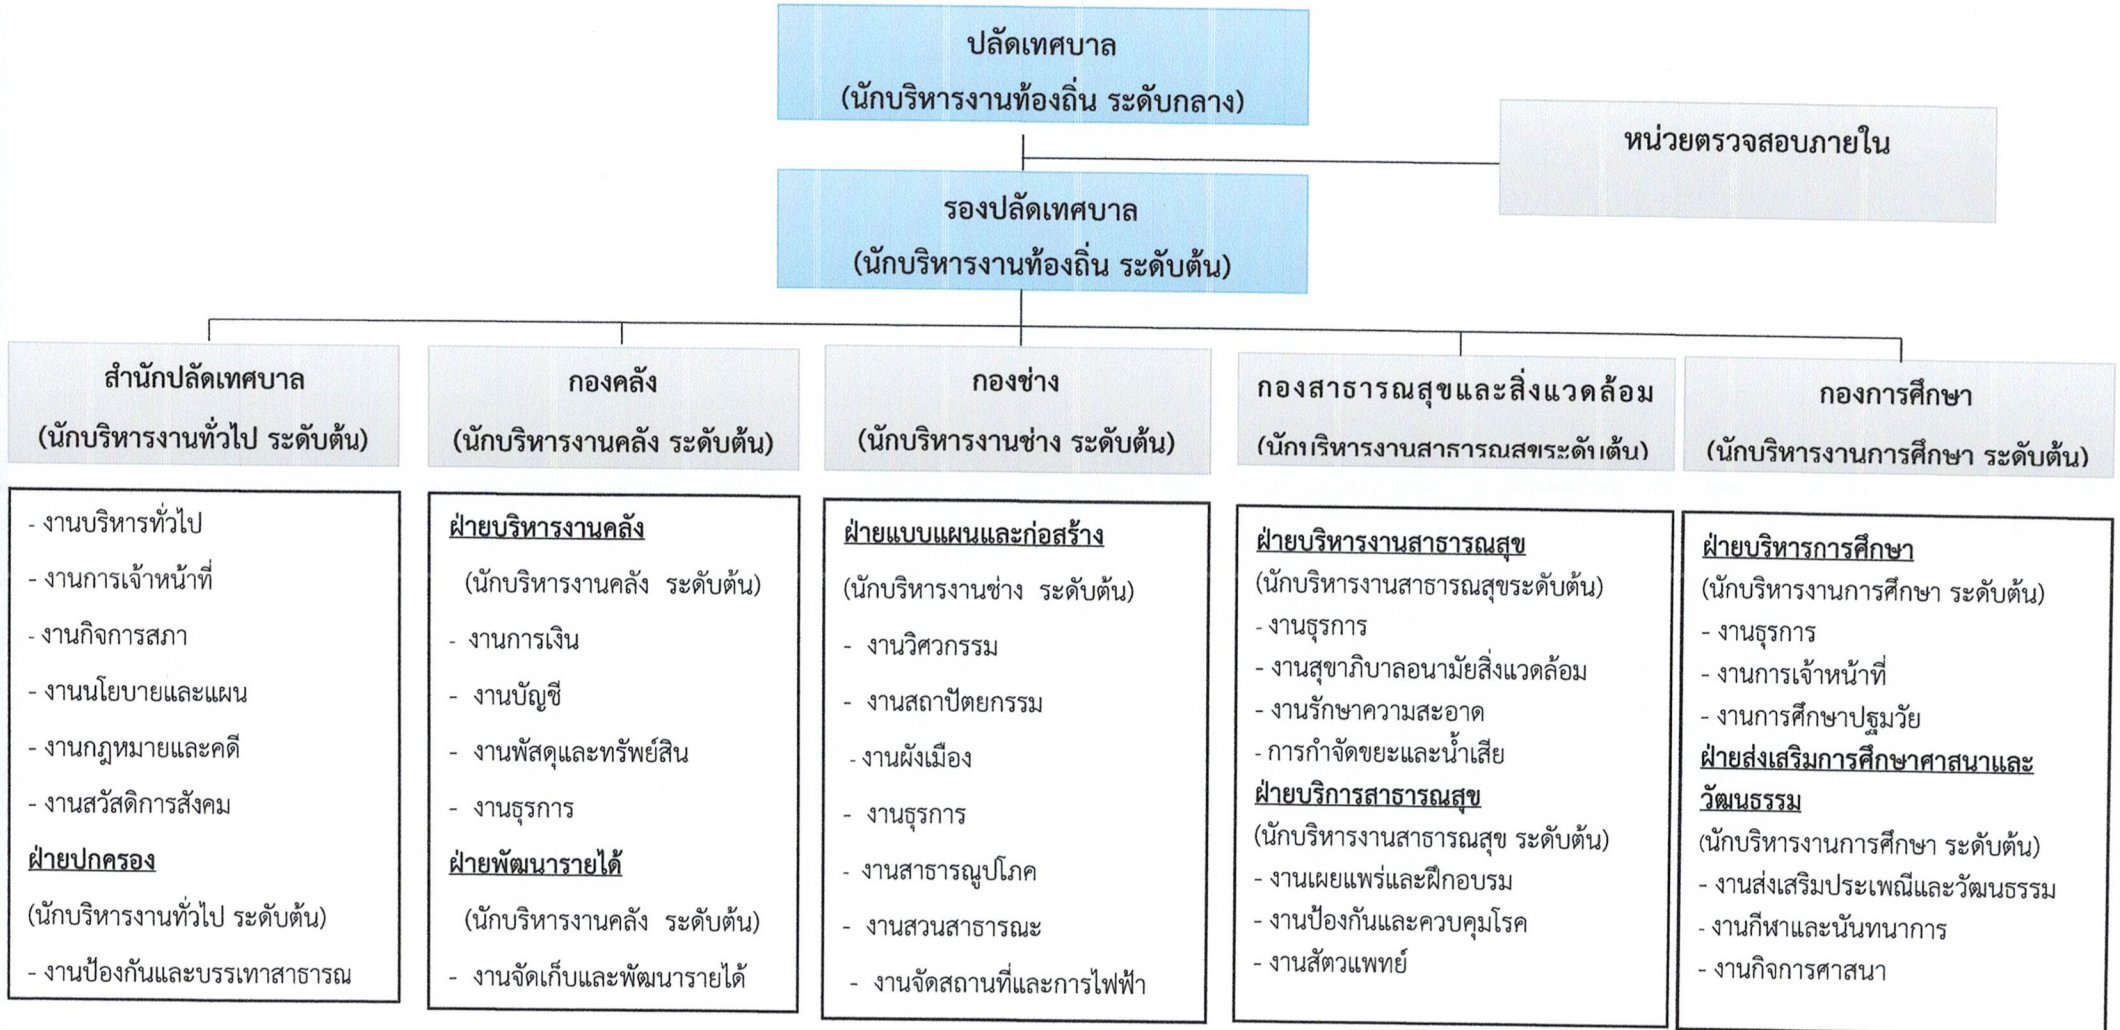 ปลัดเทศบาล
(นักบริหารงานท้องถิ่น ระดับกลาง)
หน่วยตรวจสอบภายใน
รองปลัดเทศบาล
(นักบริหารงานท้องถิ่น ระดับต้น)
สำนักปลัดเทศบาล
(นักบริหารงานทั่วไป ระดับต้น)
กองคลัง
(นักบริหารงานคลัง ระดับต้น)
กองช่าง
(นักบริหารงานช่าง ระดับต้น)
กองสาธารณสุขและสิ่งแวดล้อม
(นักบริหารงานสาธารณสุขระดับต้น)
กองการศึกษา
(นักบริหารงานการศึกษา ระดับต้น)
- งานบริหารทั่วไป
- งานการเจ้าหน้าที่
- งานกิจการสภา
- งานนโยบายและแผน
- งานกฎหมายและคดี
- งานสวัสดิการสังคม
ฝ่ายปกครอง
(นักบริหารงานทั่วไป ระดับต้น)
- งานป้องกันและบรรเทาสาธารณ
ฝ่ายบริหารงานคลัง
(นักบริหารงานคลัง ระดับต้น)
- งานการเงิน
- งานบัญชี
- งานพัสดุและทรัพย์สิน
- งานธุรการ
ฝ่ายพัฒนารายได้
(นักบริหารงานคลัง ระดับต้น)
- งานจัดเก็บและพัฒนารายได้
ฝ่ายแบบแผนและก่อสร้าง
(นักบริหารงานช่าง ระดับต้น)
- งานวิศวกรรม
- งานสถาปัตยกรรม
- งานผังเมือง
- งานธุรการ
- งานสาธารณูปโภค
- งานสวนสาธารณะ
- งานจัดสถานที่และการไฟฟ้า
ฝ่ายบริหารงานสาธารณสุข
(นักบริหารงานสาธารณสุขระดับต้น)
- งานธุรการ
- งานสุขาภิบาลอนามัยสิ่งแวดล้อม
- งานรักษาความสะอาด
- การกำจัดขยะและน้ำเสีย
ฝ่ายบริการสาธารณสุข
(นักบริหารงานสาธารณสุข ระดับต้น)
- งานเผยแพร่และฝึกอบรม
- งานป้องกันและควบคุมโรค
- งานสัตวแพทย์
ฝ่ายบริหารการศึกษา
(นักบริหารงานการศึกษา ระดับต้น)
- งานธุรการ
- งานการเจ้าหน้าที่
- งานการศึกษาปฐมวัย
ฝ่ายส่งเสริมการศึกษาศาสนาและ
วัฒนธรรม
(นักบริหารงานการศึกษา ระดับต้น)
- งานส่งเสริมประเพณีและวัฒนธรรม
- งานกีฬาและนันทนาการ
- งานกิจการศาสนา